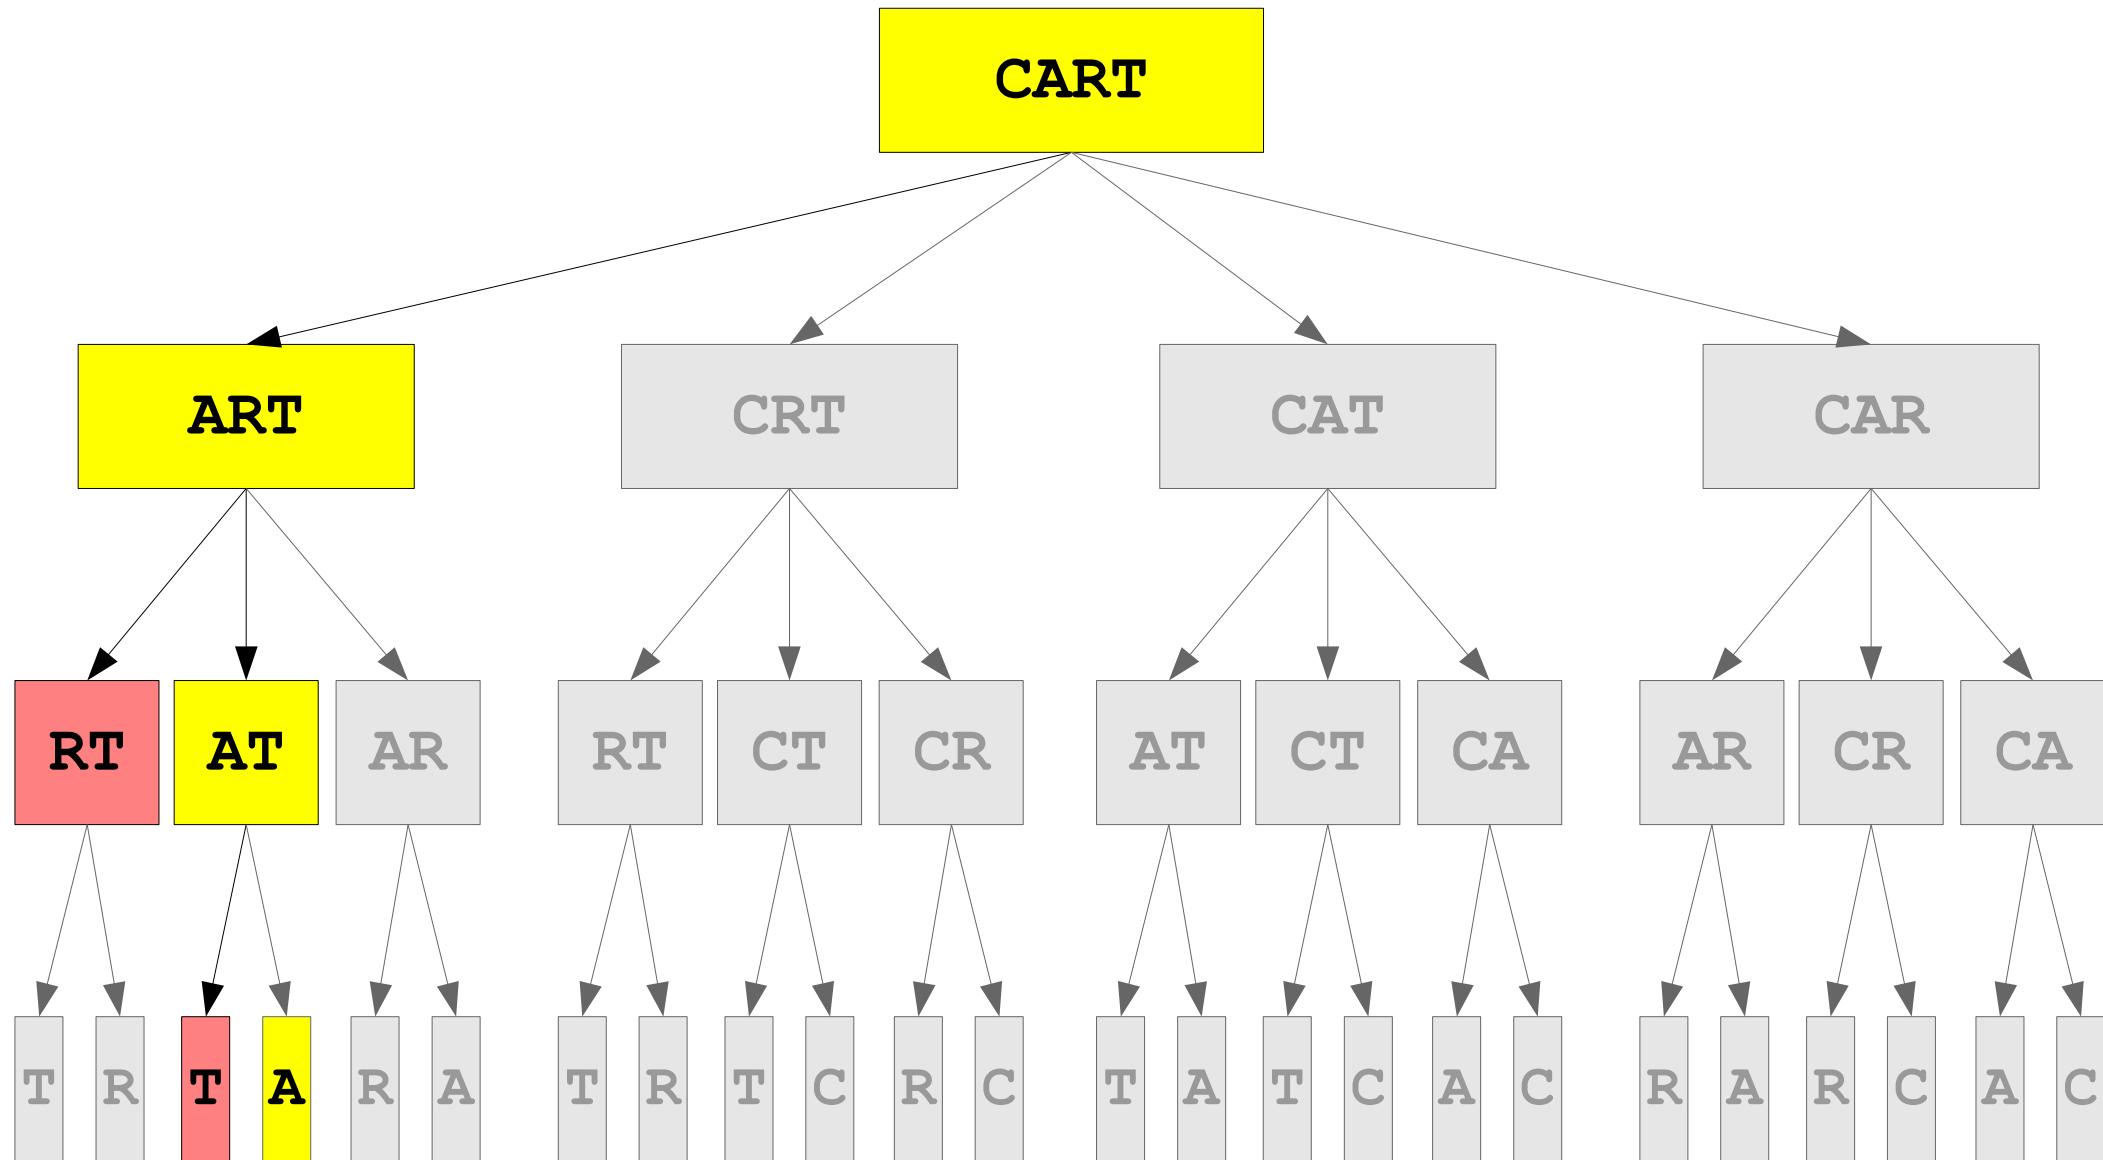 CART
ART CRT CAT CAR
RT AT AR RT CT CR AT CT CA AR CR CA
T R T A R A T R T C R C T A T C A C R A R C A C